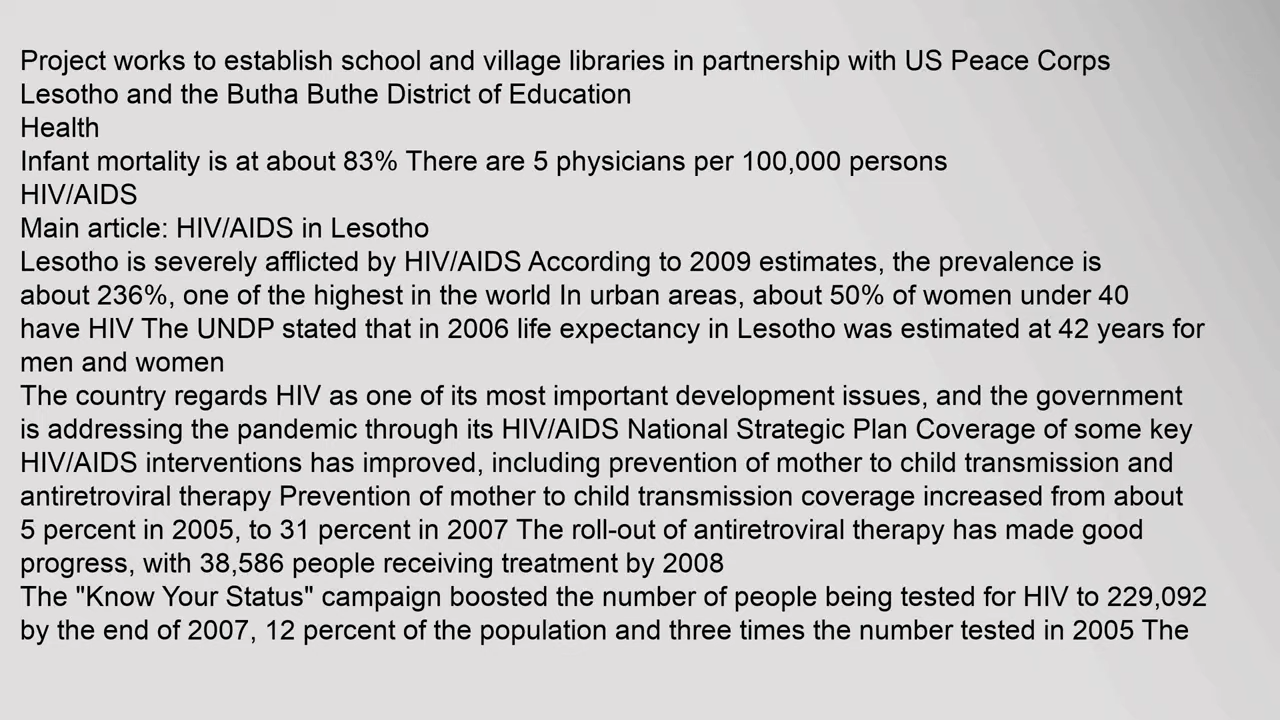 Project works to establish school and village libraries in partnership with US Peace Corps
Lesotho and the Butha Buthe District of Education
Health
Infant mortality is at about 83% There are 5 physicians per 100,000 persons
HIV/AIDS
Main article: HIV/AIDS in Lesotho
Lesotho is severely afflicted by HIV/AIDS According to 2009 estimates, the prevalence is
about 236%, one of the highest in the world In urban areas, about 50% of women under 40
have HIV The UNDP stated that in 2006 life expectancy in Lesotho was estimated at 42 years for
men and women
The country regards HIV as one of its most important development issues, and the government
is addressing the pandemic through its HIV/AIDS National Strategic Plan Coverage of some key
HIV/AIDS interventions has improved, including prevention of mother to child transmission and
antiretroviral therapy Prevention of mother to child transmission coverage increased from about
5 percent in 2005, to 31 percent in 2007 The roll-out of antiretroviral therapy has made good
progress, with 38,586 people receiving treatment by 2008
The "Know Your Status" campaign boosted the number of people being tested for HIV to 229,092
by the end of 2007, 12 percent of the population and three times the number tested in 2005 The